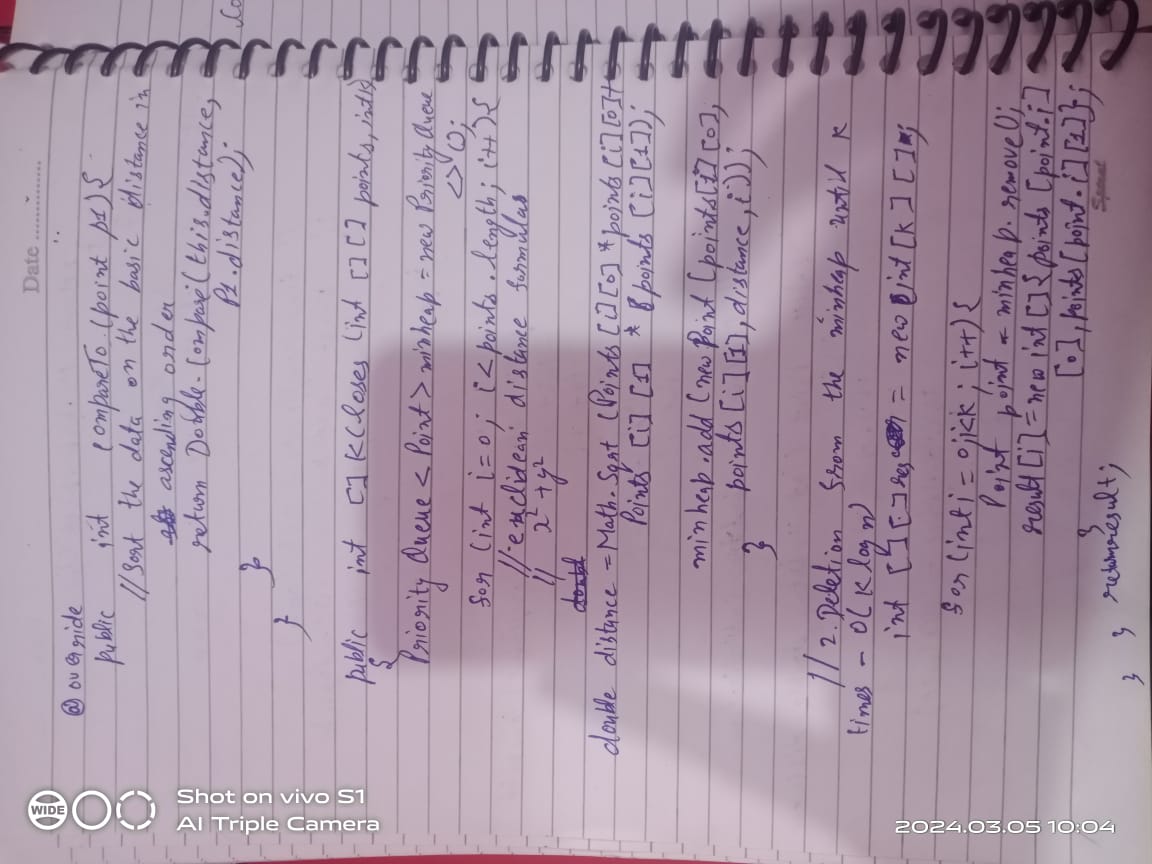 Date ..............
@ override
public int compareTo (point p1) {
//Sort the data on the basic distance in
ascending order
return Double.Compare(this.distance,
P1.distance);
}
}
public int [] KCloses (int [][] points, int k)
{
Priority Queue < Point > minheap = new Priority Queue
<> ();
for (int i = 0; i < points.length; i++) {
// euclidean distance formulas
// x² + y²
double distance = Math.Sqrt (Points [i][0] * points [i][0] +
Points [i][1] * points [i][1]);
minheap.add (new Point (points[i][0],
points [i][1], distance, i));
}
// 2. Deletion from the minheap until K
times - O(K log n)
int [][] = new int [K][];
for (int i = 0; i<K; i++) {
Point point = minheap.remove();
result[i] = new int[]{points [point.i]
[0], points [point.i][1]};
}
return result;
}
}
WIDE
Shot on vivo S1
AI Triple Camera
2024.03.05 10:04